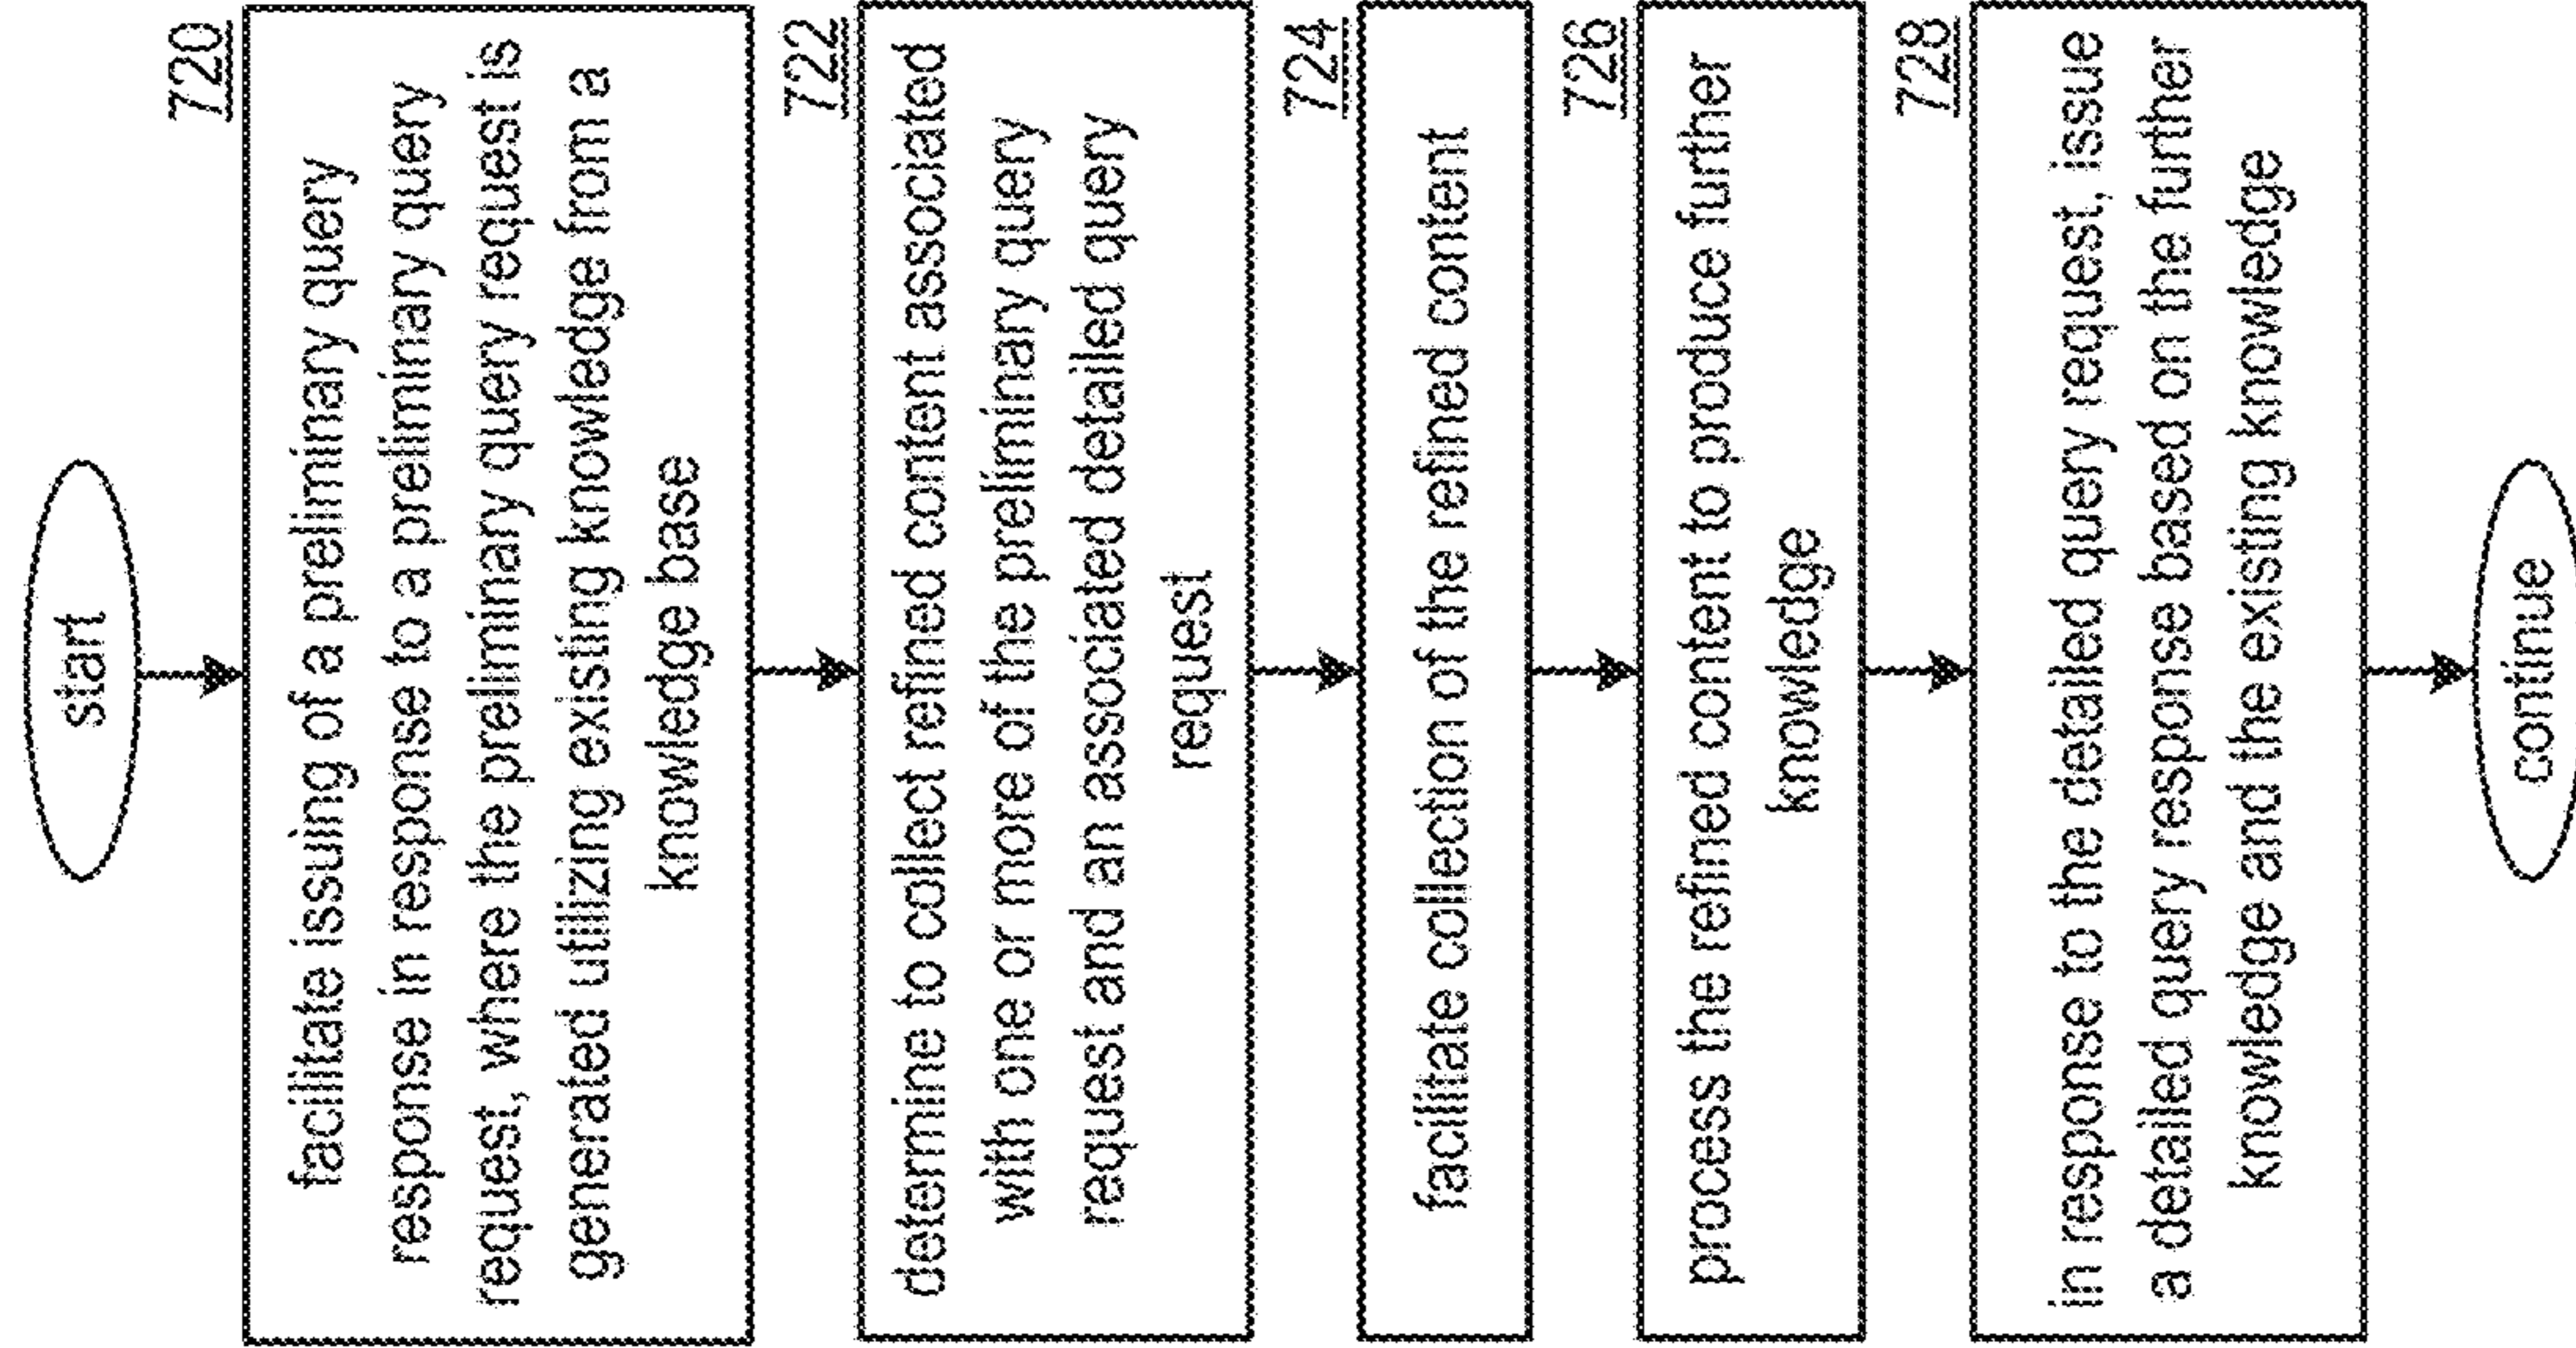 start
720
facilitate issuing of a preliminary query
response in response to a preliminary query
request, where the preliminary query request is
generated utilizing existing knowledge from a
knowledge base
722
determine to collect refined content associated
with one or more of the preliminary query
request and an associated detailed query
request
724
facilitate collection of the refined content
726
process the refined content to produce further
knowledge
728
in response to the detailed query request, issue
a detailed query response based on the further
knowledge and the existing knowledge
continue